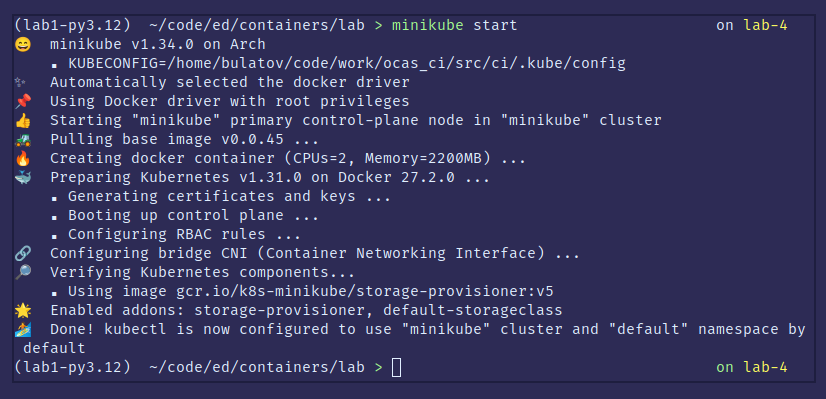 (lab1-py3.12) ~/code/ed/containers/lab > minikube start on lab-4
😄 minikube v1.34.0 on Arch
▪ KUBECONFIG=/home/bulatov/code/work/ocas_ci/src/ci/.kube/config
✨ Automatically selected the docker driver
📌 Using Docker driver with root privileges
👍 Starting "minikube" primary control-plane node in "minikube" cluster
🚜 Pulling base image v0.0.45 ...
🔥 Creating docker container (CPUs=2, Memory=2200MB) ...
🐳 Preparing Kubernetes v1.31.0 on Docker 27.2.0 ...
▪ Generating certificates and keys ...
▪ Booting up control plane ...
▪ Configuring RBAC rules ...
🔗 Configuring bridge CNI (Container Networking Interface) ...
🔎 Verifying Kubernetes components...
▪ Using image gcr.io/k8s-minikube/storage-provisioner:v5
🌟 Enabled addons: storage-provisioner, default-storageclass
🏄 Done! kubectl is now configured to use "minikube" cluster and "default" namespace by
default
(lab1-py3.12) ~/code/ed/containers/lab > on lab-4